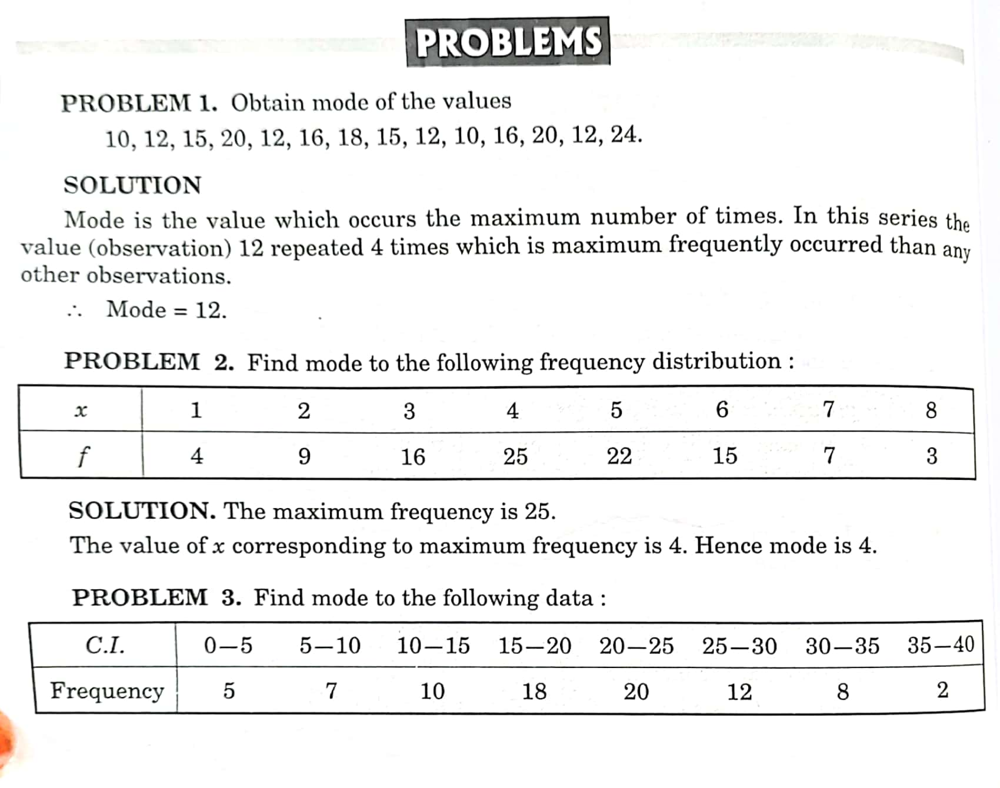 PROBLEMS
PROBLEM 1. Obtain mode of the values
10, 12, 15, 20, 12, 16, 18, 15, 12, 10, 16, 20, 12, 24.
SOLUTION
Mode is the value which occurs the maximum number of times. In this series the
value (observation) 12 repeated 4 times which is maximum frequently occurred than any
other observations.
∴ Mode = 12.
PROBLEM 2. Find mode to the following frequency distribution :
x 1 2 3 4 5 6 7 8
f 4 9 16 25 22 15 7 3
SOLUTION. The maximum frequency is 25.
The value of x corresponding to maximum frequency is 4. Hence mode is 4.
PROBLEM 3. Find mode to the following data :
C.I. 0—5 5—10 10—15 15—20 20—25 25—30 30—35 35—40
Frequency 5 7 10 18 20 12 8 2